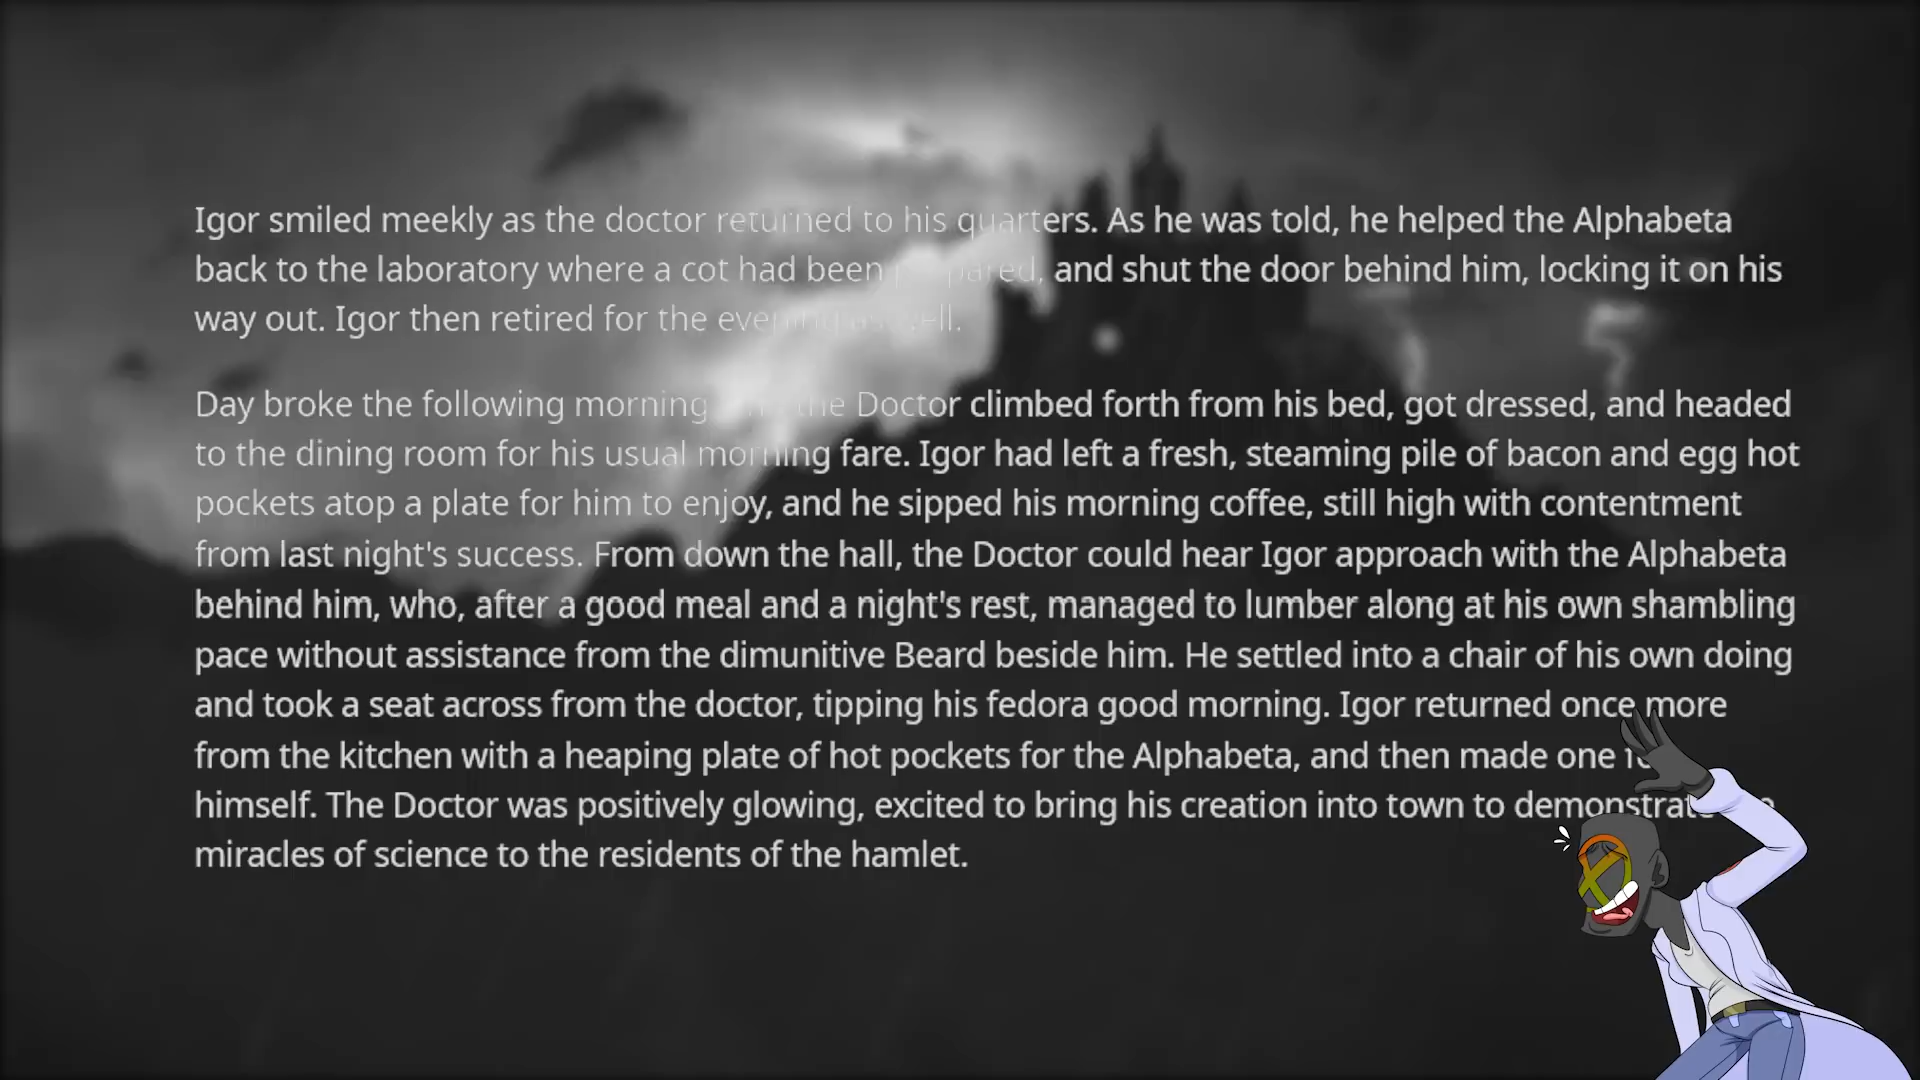 Igor smiled meekly as the doctor returned to his quarters. As he was told, he helped the Alphabeta
back to the laboratory where a cot had been prepared, and shut the door behind him, locking it on his
way out. Igor then retired for the evening as well.
Day broke the following morning and the Doctor climbed forth from his bed, got dressed, and headed
to the dining room for his usual morning fare. Igor had left a fresh, steaming pile of bacon and egg hot
pockets atop a plate for him to enjoy, and he sipped his morning coffee, still high with contentment
from last night's success. From down the hall, the Doctor could hear Igor approach with the Alphabeta
behind him, who, after a good meal and a night's rest, managed to lumber along at his own shambling
pace without assistance from the dimunitive Beard beside him. He settled into a chair of his own doing
and took a seat across from the doctor, tipping his fedora good morning. Igor returned once more
from the kitchen with a heaping plate of hot pockets for the Alphabeta, and then made one
himself. The Doctor was positively glowing, excited to bring his creation into town to demonstrate
miracles of science to the residents of the hamlet.